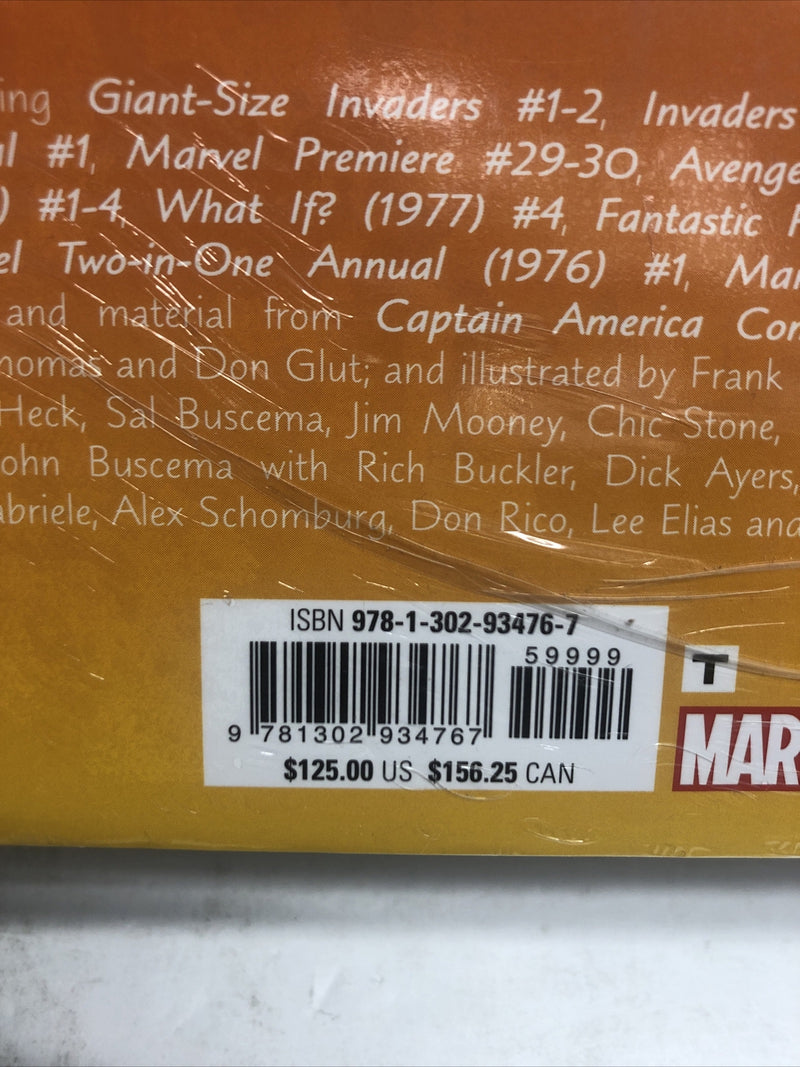 ing Giant-Size Invaders #1-2, Invaders
al #1, Marvel Premiere #29-30, Avenge
) #1-4, What If? (1977) #4, Fantastic F
el Two-in-One Annual (1976) #1, Mar
and material from Captain America Com
homas and Don Glut; and illustrated by Frank
Heck, Sal Buscema, Jim Mooney, Chic Stone,
ohn Buscema with Rich Buckler, Dick Ayers,
abriele, Alex Schomburg, Don Rico, Lee Elias and
ISBN 978-1-302-93476-7
59999
9 781302 934767
$125.00 US $156.25 CAN
T
MAR